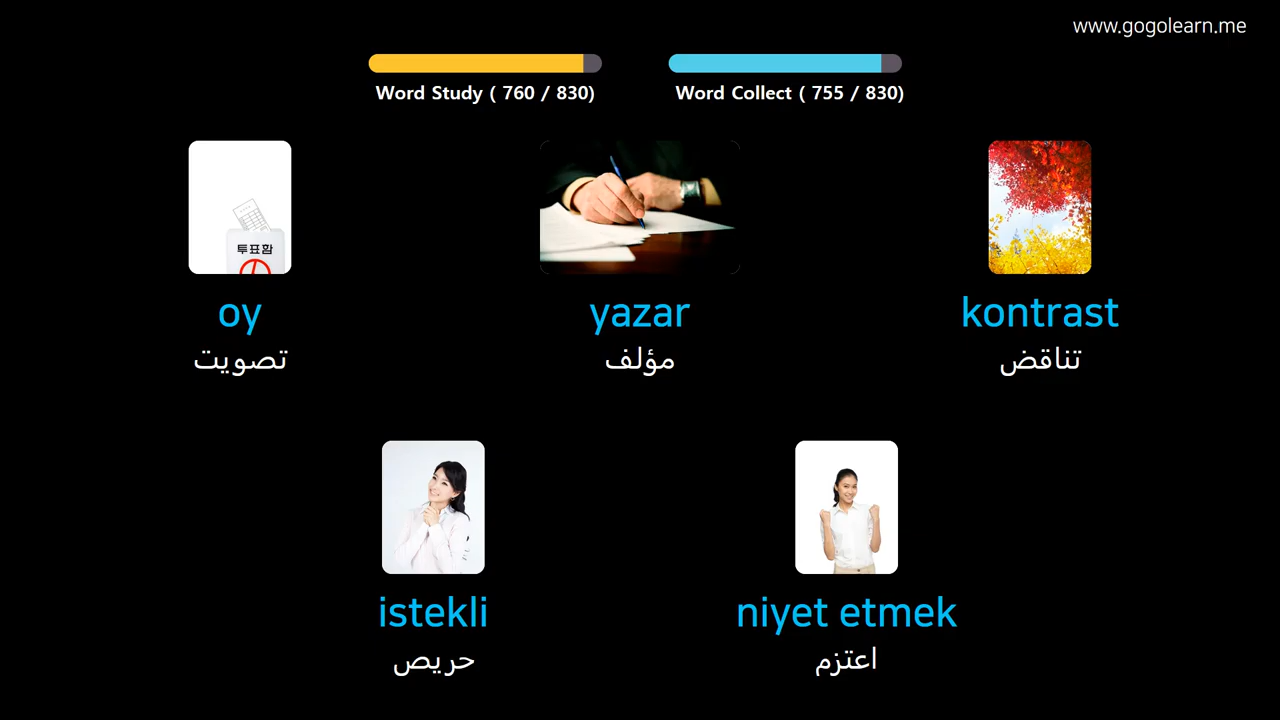 www.gogolearn.me
Word Study ( 760 / 830)
Word Collect ( 755 / 830)
투표함
oy
تصويت
yazar
مؤلف
kontrast
تناقض
istekli
حريص
niyet etmek
اعتزم